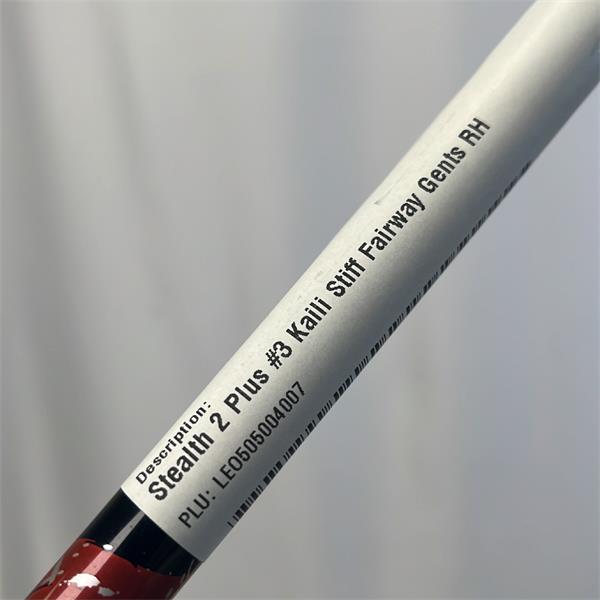 Description:
Stealth 2 Plus #3 Kaili Stiff Fairway Gents RH
PLU: LEO505004007